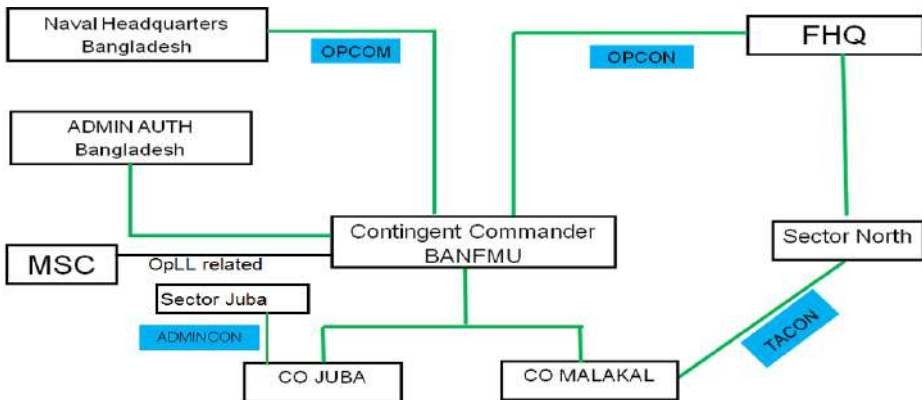 Naval Headquarters
Bangladesh
OPCOM
OPCON
FHQ
ADMIN AUTH
Bangladesh
Contingent Commander
BANFMU
Sector North
MSC
OpLL related
Sector Juba
ADMINCON
TACON
CO JUBA
CO MALAKAL